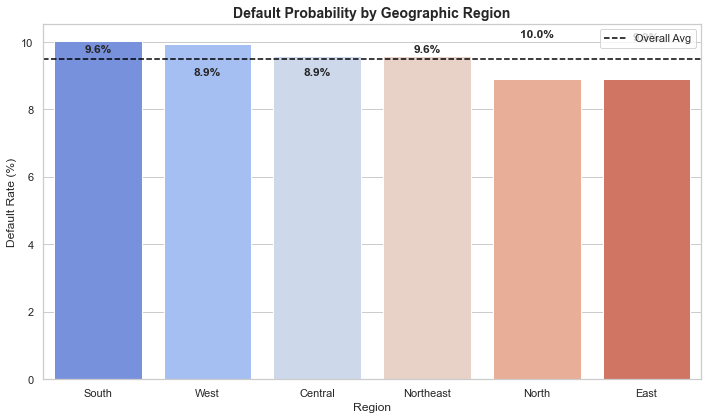 Default Probability by Geographic Region
Default Rate (%)
10
8
6
4
2
0
9.6%
8.9%
8.9%
9.6%
10.0%
Overall Avg
South
West
Central
Northeast
North
East
Region